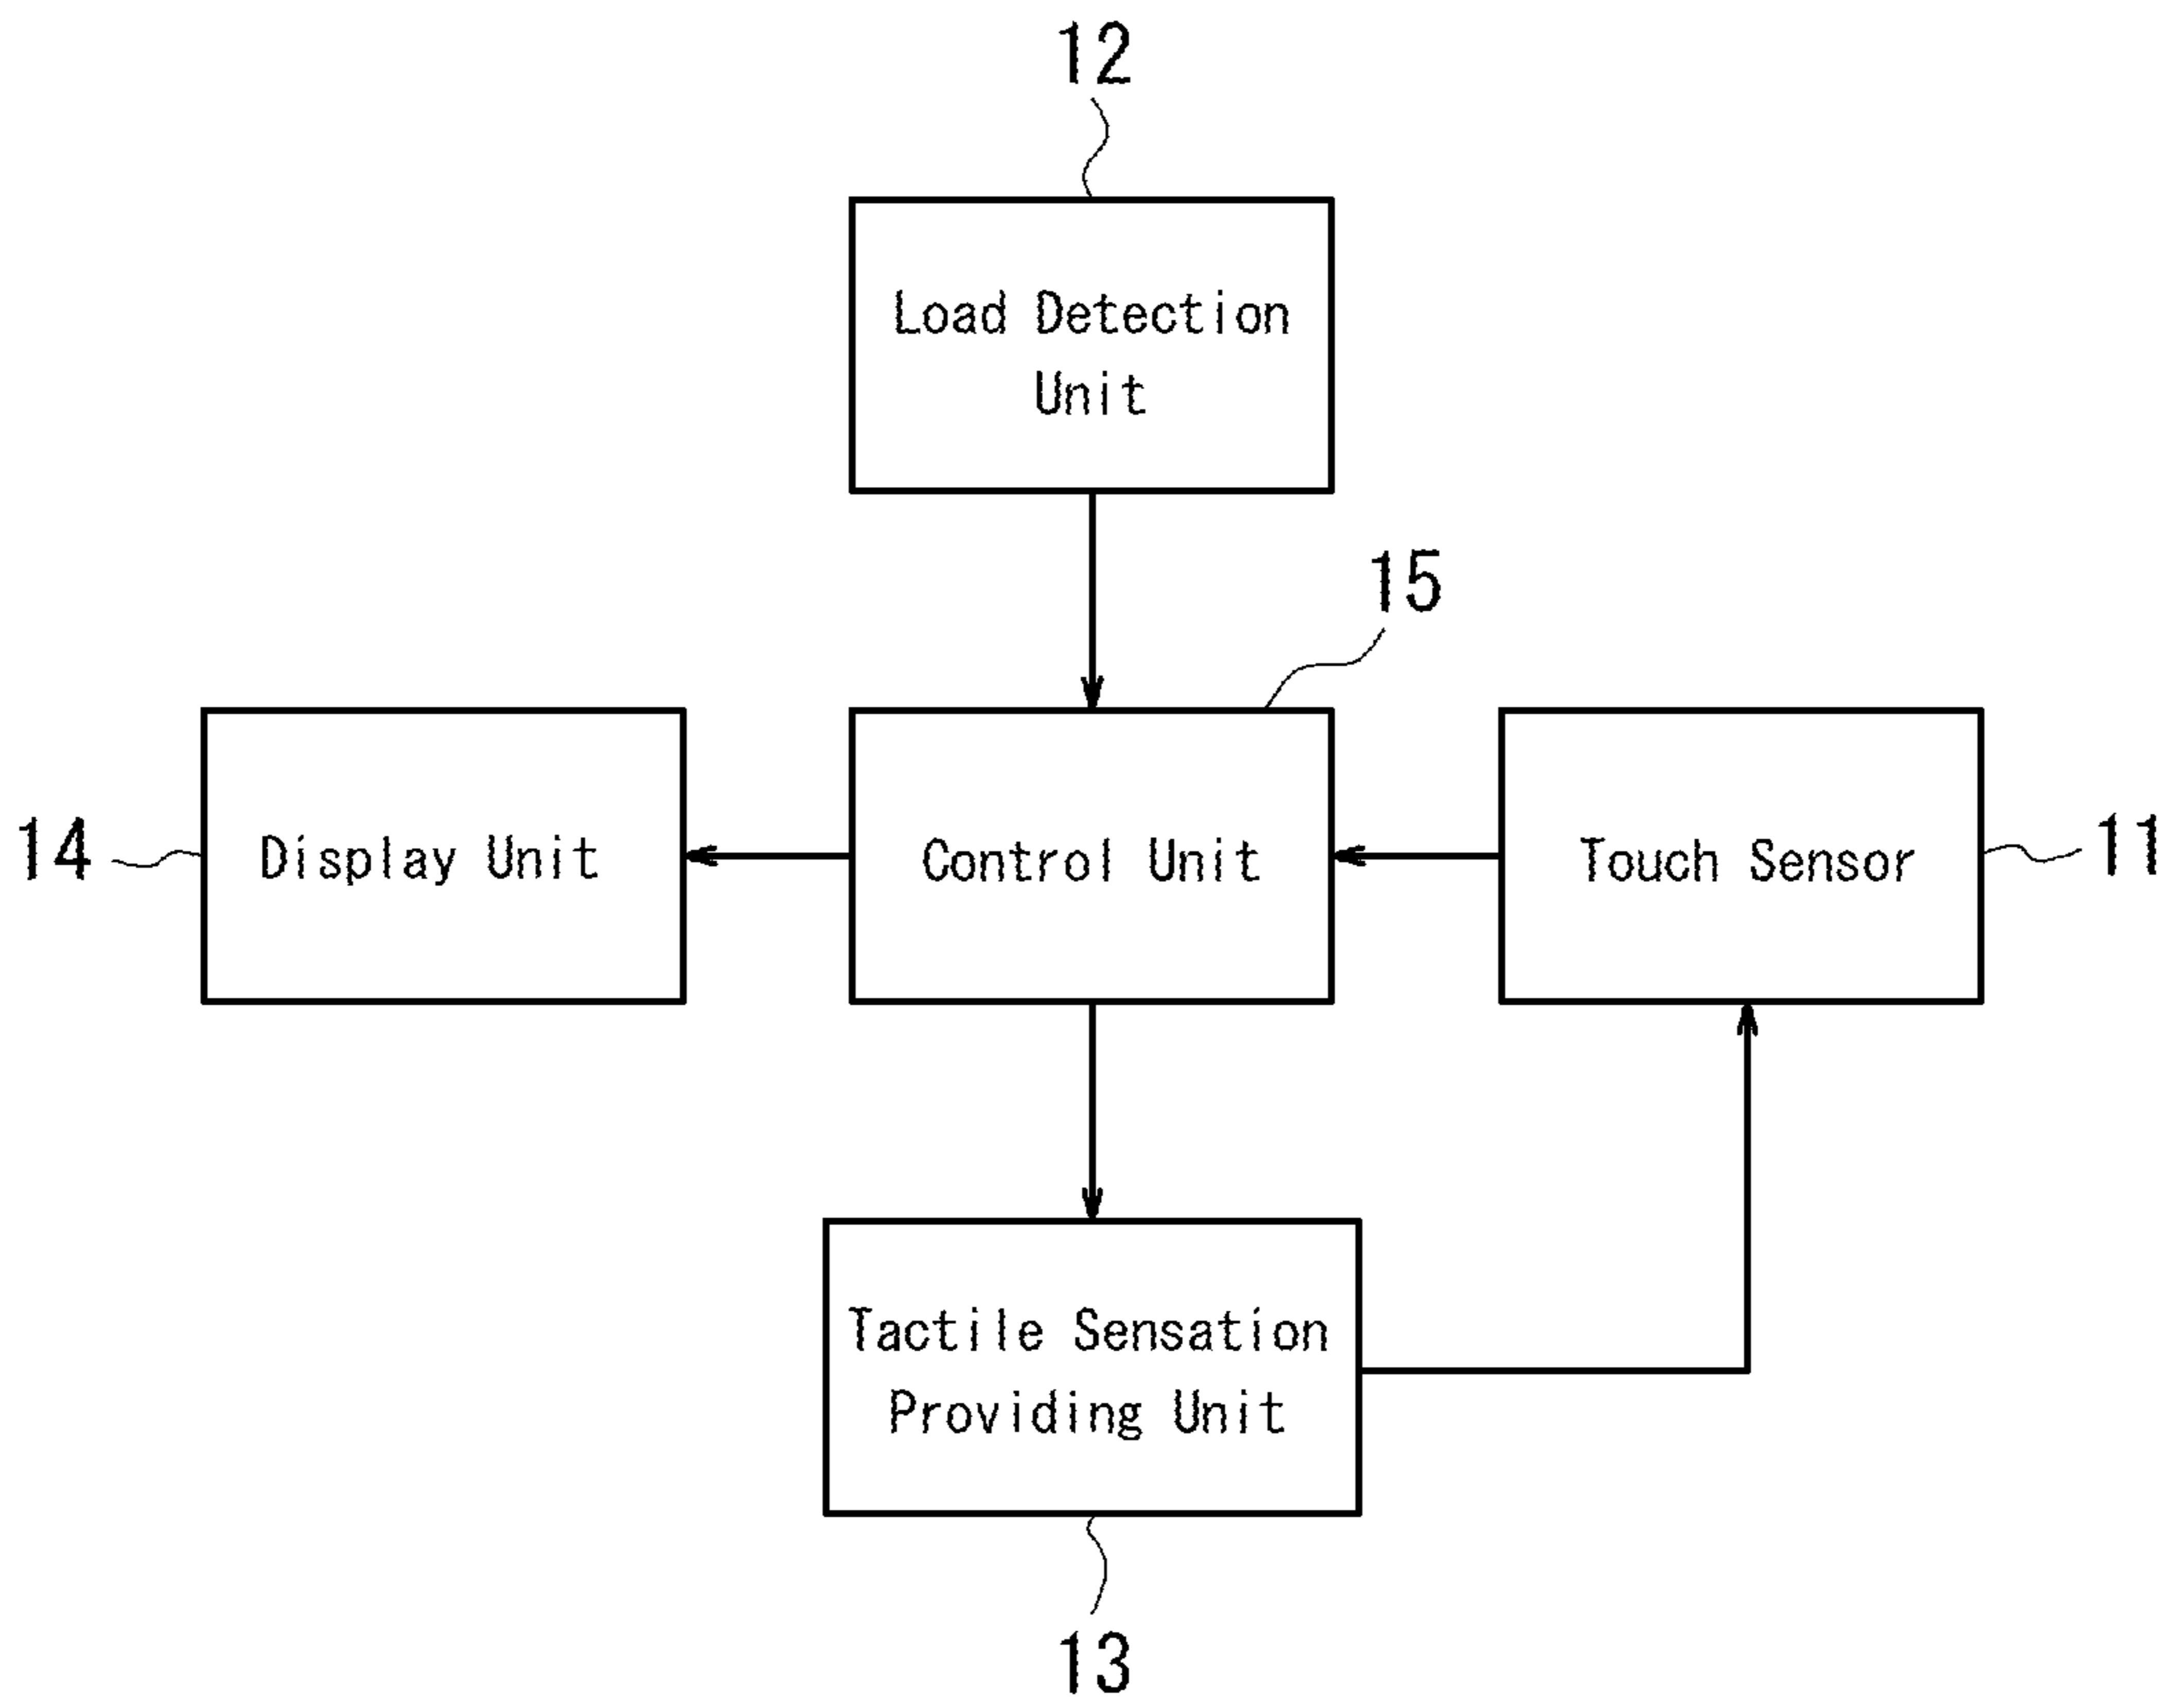 12
Load Detection
Unit
15
14
Display Unit
Control Unit
Touch Sensor
11
Tactile Sensation
Providing Unit
13